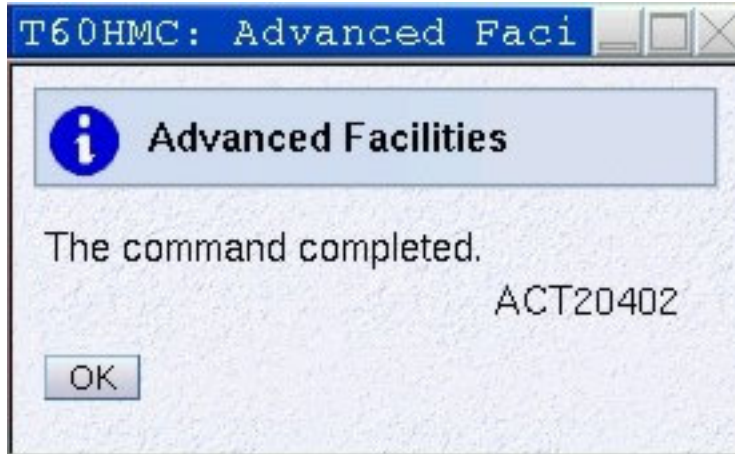 T60HMC: Advanced Faci
Advanced Facilities
The command completed.
ACT20402
OK